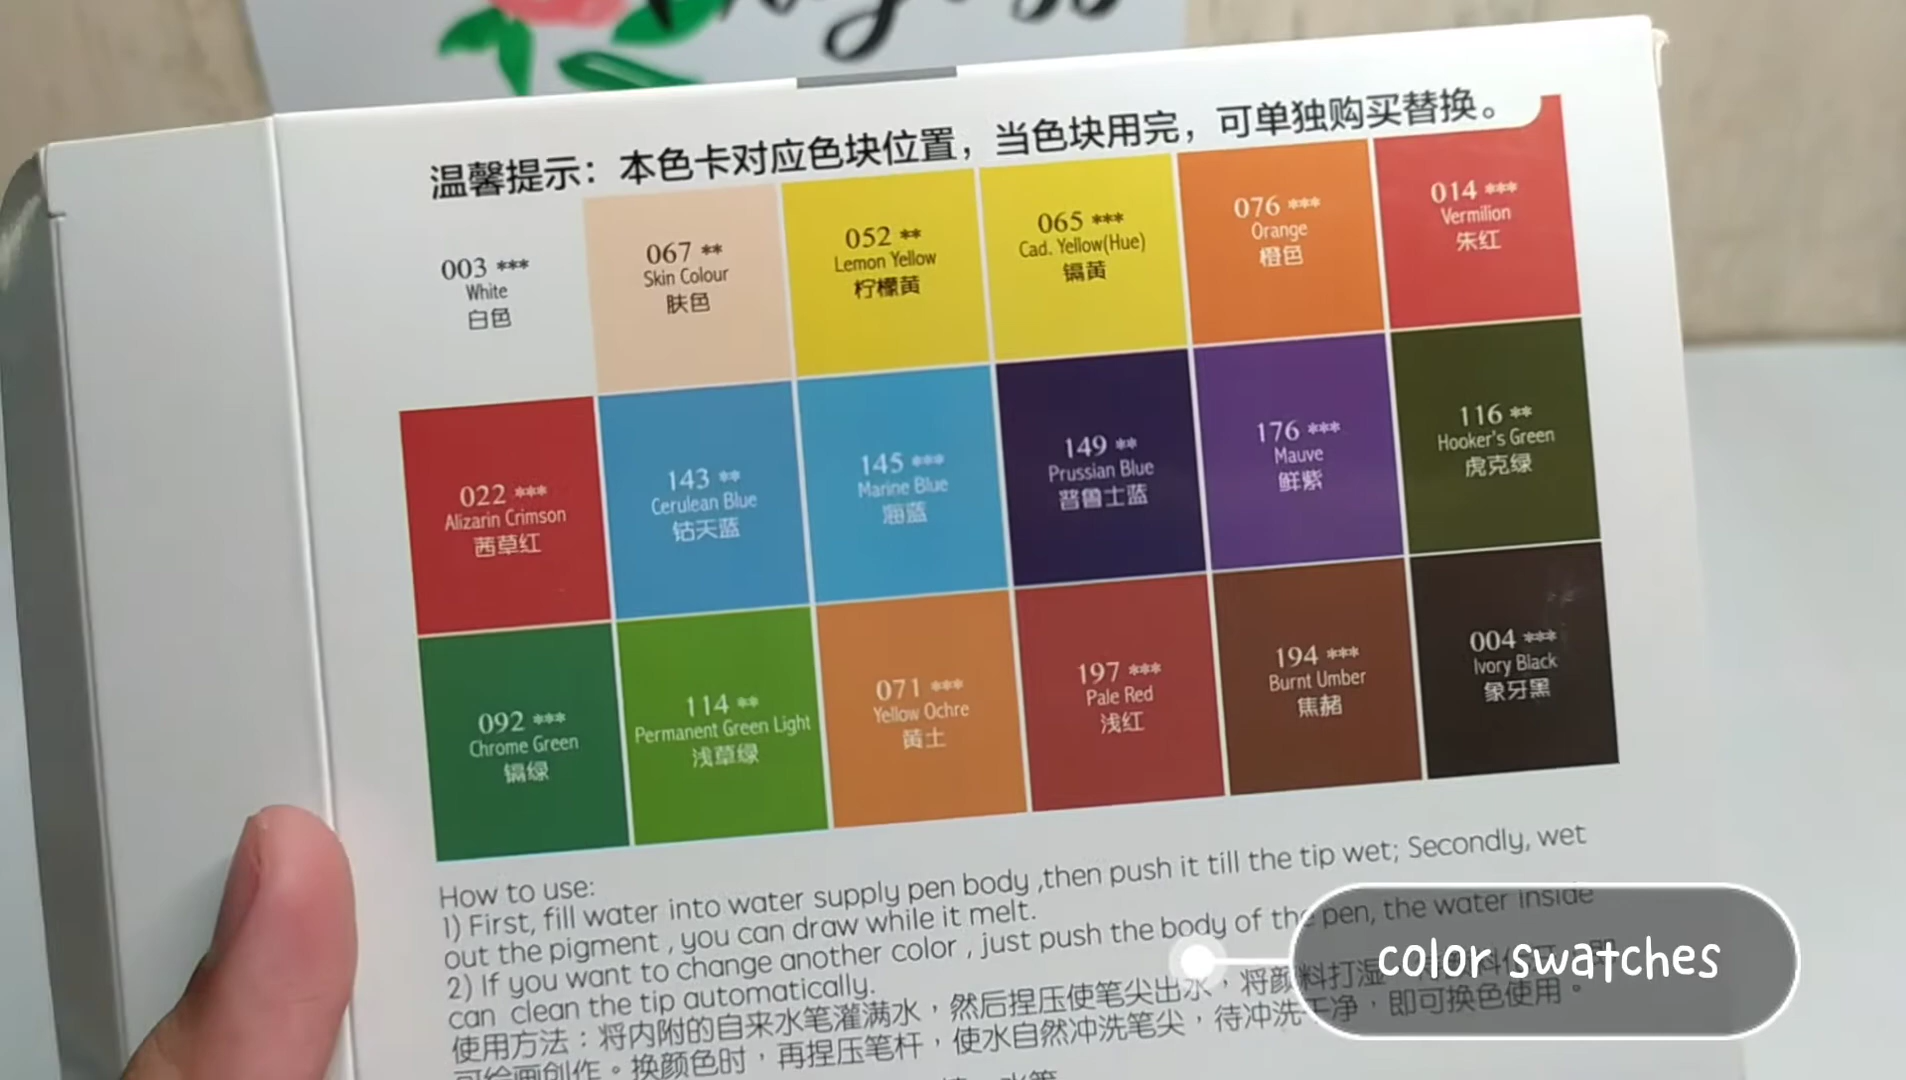 温馨提示：本色卡对应色块位置，当色块用完，可单独购买替换。
003 ***
White
白色
067 **
Skin Colour
肤色
052 **
Lemon Yellow
柠檬黄
065 ***
Cad. Yellow(Hue)
镉黄
076 ***
Orange
橙色
014 ***
Vermilion
朱红
022 ***
Alizarin Crimson
茜草红
143 **
Cerulean Blue
钴天蓝
145 ***
Marine Blue
海蓝
149 **
Prussian Blue
普鲁士蓝
176 ***
Mauve
鲜紫
116 **
Hooker's Green
虎克绿
092 ***
Chrome Green
镉绿
114 **
Permanent Green Light
浅草绿
071 ***
Yellow Ochre
黄土
197 ***
Pale Red
浅红
194 ***
Burnt Umber
焦赭
004 ***
Ivory Black
象牙黑
How to use:
1) First, fill water into water supply pen body ,then push it till the tip wet; Secondly, wet
out the pigment , you can draw while it melt.
2) If you want to change another color , just push the body of the pen, the water inside
can clean the tip automatically.
使用方法：将内附的自来水笔灌满水，然后捏压使笔尖出水，将颜料打湿
可绘画创作。换颜色时，再捏压笔杆，使水自然冲洗笔尖，待冲洗干净，即可换色使用。
color swatches